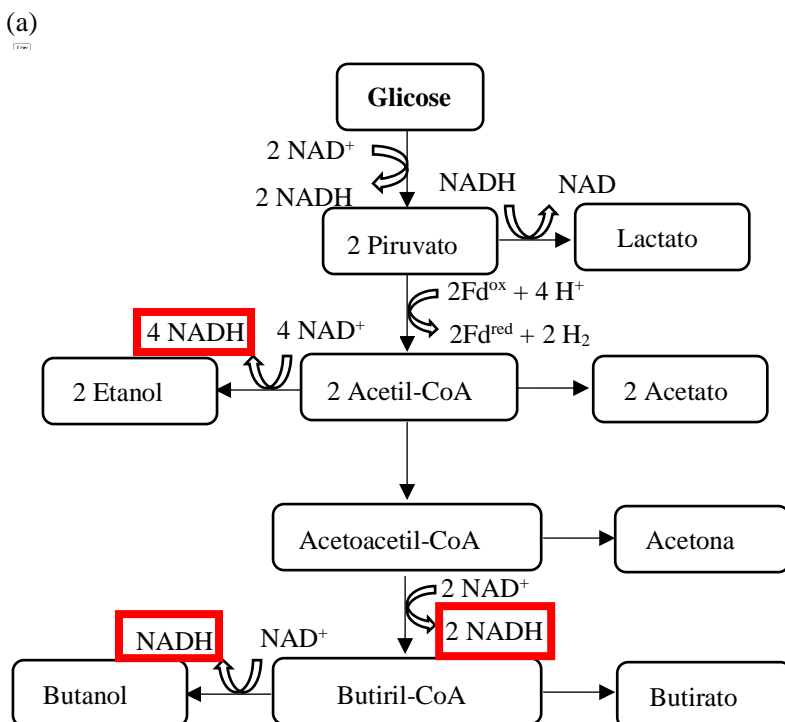 (a)
Glicose
2 NAD⁺
2 NADH
NADH
NAD
2 Piruvato
Lactato
2Fdᵒˣ + 4 H⁺
2Fdʳᵉᵈ + 2 H₂
4 NADH
4 NAD⁺
2 Etanol
2 Acetil-CoA
2 Acetato
Acetoacetil-CoA
Acetona
2 NAD⁺
2 NADH
NADH
NAD⁺
Butanol
Butiril-CoA
Butirato